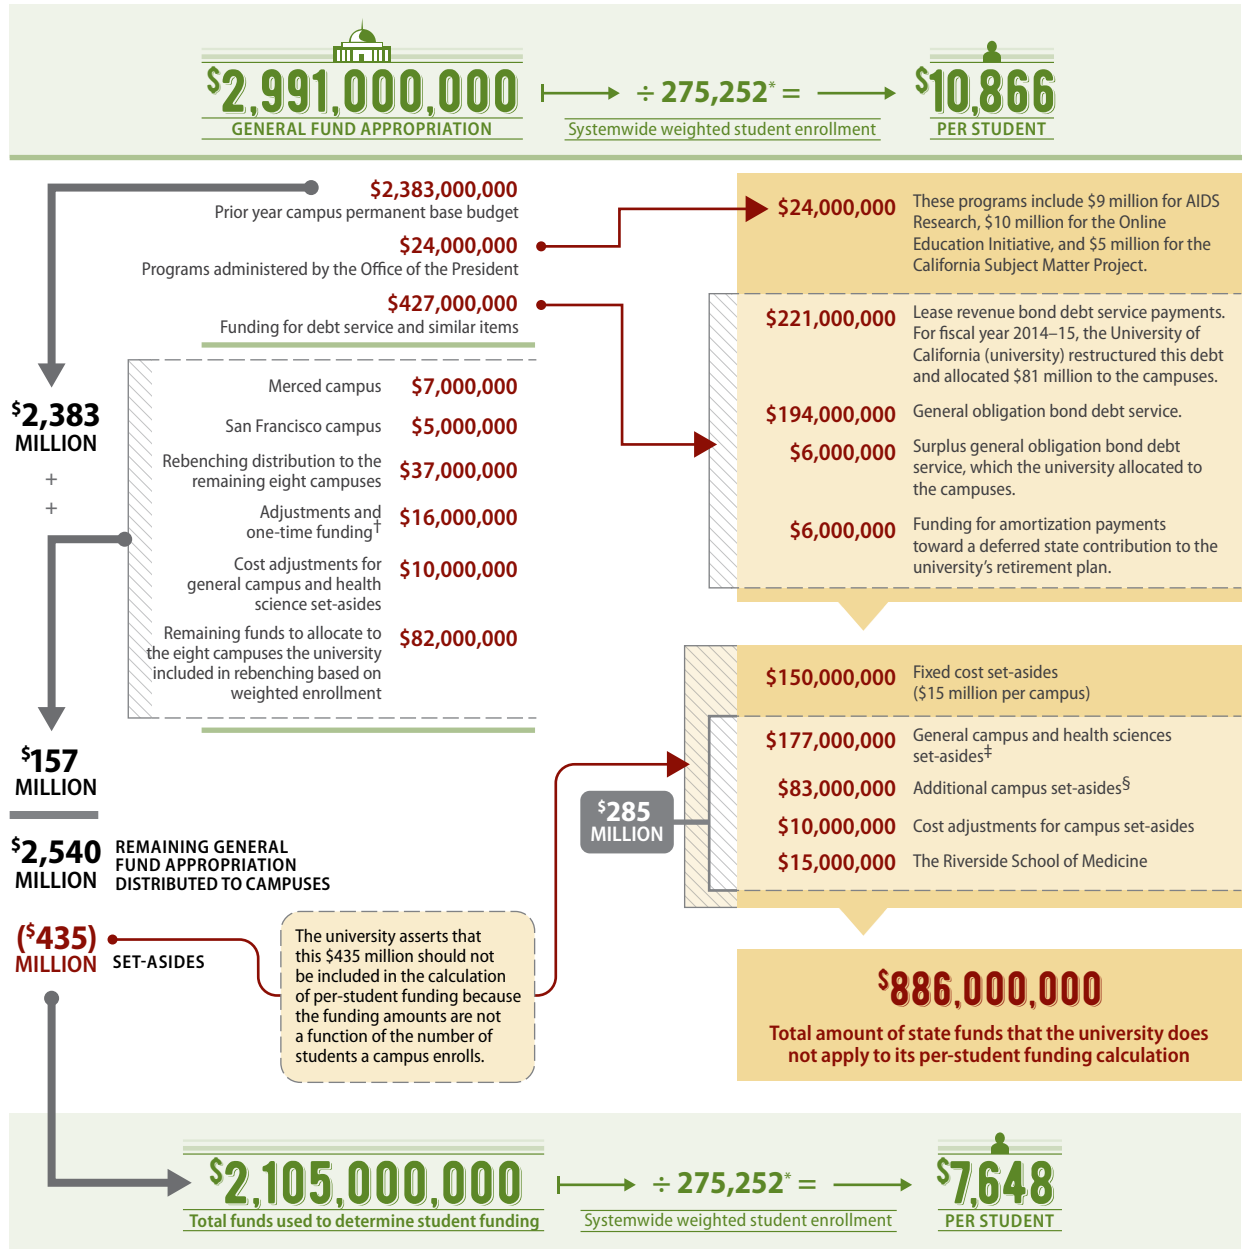 $2,991,000,000
GENERAL FUND APPROPRIATION
÷ 275,252* =
Systemwide weighted student enrollment
$10,866
PER STUDENT
$2,383,000,000
Prior year campus permanent base budget
$24,000,000
Programs administered by the Office of the President
$427,000,000
Funding for debt service and similar items
Merced campus $7,000,000
San Francisco campus $5,000,000
Rebenching distribution to the
remaining eight campuses
$37,000,000
Adjustments and
one-time funding†
$16,000,000
Cost adjustments for
general campus and health
science set-asides
$10,000,000
Remaining funds to allocate to
the eight campuses the university
included in rebenching based on
weighted enrollment
$82,000,000
$2,383
MILLION
+
+
$157
MILLION
$2,540
MILLION
REMAINING GENERAL
FUND APPROPRIATION
DISTRIBUTED TO CAMPUSES
($435)
MILLION
SET-ASIDES
The university asserts that
this $435 million should not
be included in the calculation
of per-student funding because
the funding amounts are not
a function of the number of
students a campus enrolls.
$24,000,000
These programs include $9 million for AIDS
Research, $10 million for the Online
Education Initiative, and $5 million for the
California Subject Matter Project.
$221,000,000
Lease revenue bond debt service payments.
For fiscal year 2014–15, the University of
California (university) restructured this debt
and allocated $81 million to the campuses.
$194,000,000 General obligation bond debt service.
$6,000,000
Surplus general obligation bond debt
service, which the university allocated to
the campuses.
$6,000,000
Funding for amortization payments
toward a deferred state contribution to the
university's retirement plan.
$150,000,000
Fixed cost set-asides
($15 million per campus)
$177,000,000
General campus and health sciences
set-asides‡
$83,000,000 Additional campus set-asides§
$10,000,000 Cost adjustments for campus set-asides
$15,000,000 The Riverside School of Medicine
$285
MILLION
$886,000,000
Total amount of state funds that the university does
not apply to its per-student funding calculation
$2,105,000,000
Total funds used to determine student funding
÷ 275,252* =
Systemwide weighted student enrollment
$7,648
PER STUDENT